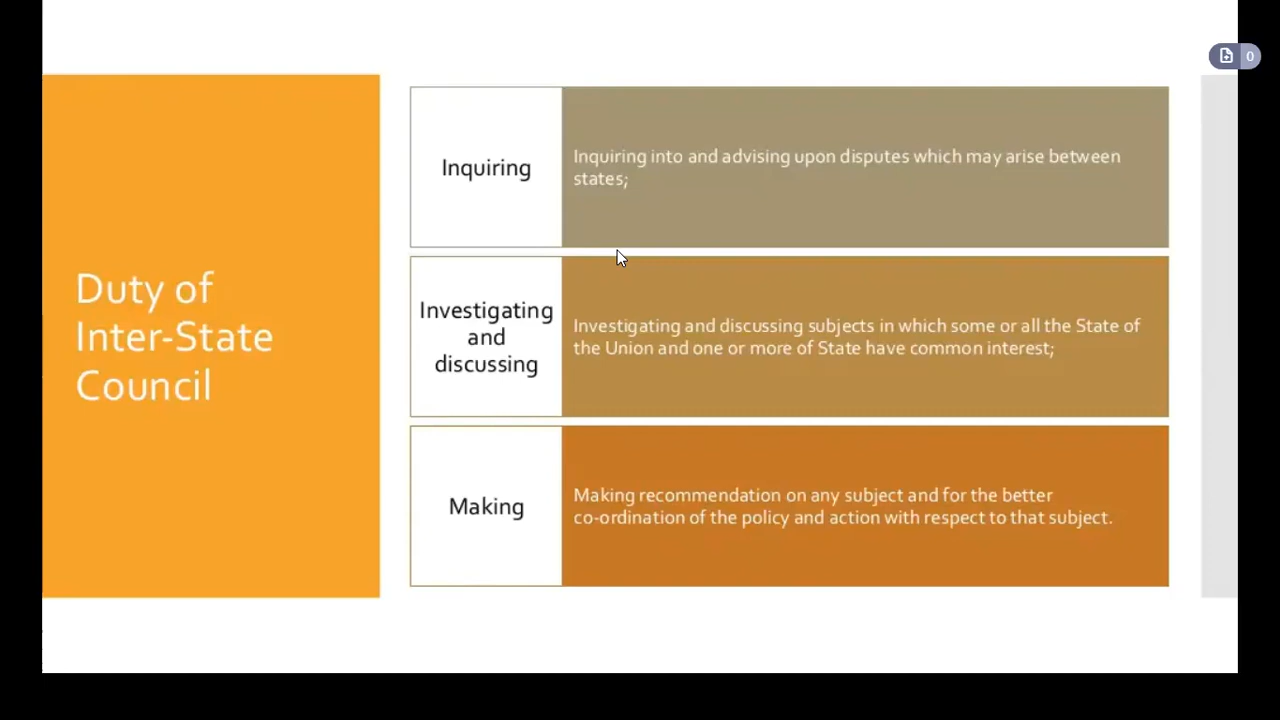 0
Duty of
Inter-State
Council
Inquiring
Inquiring into and advising upon disputes which may arise between
states;
Investigating
and
discussing
Investigating and discussing subjects in which some or all the State of
the Union and one or more of State have common interest;
Making
Making recommendation on any subject and for the better
co-ordination of the policy and action with respect to that subject.